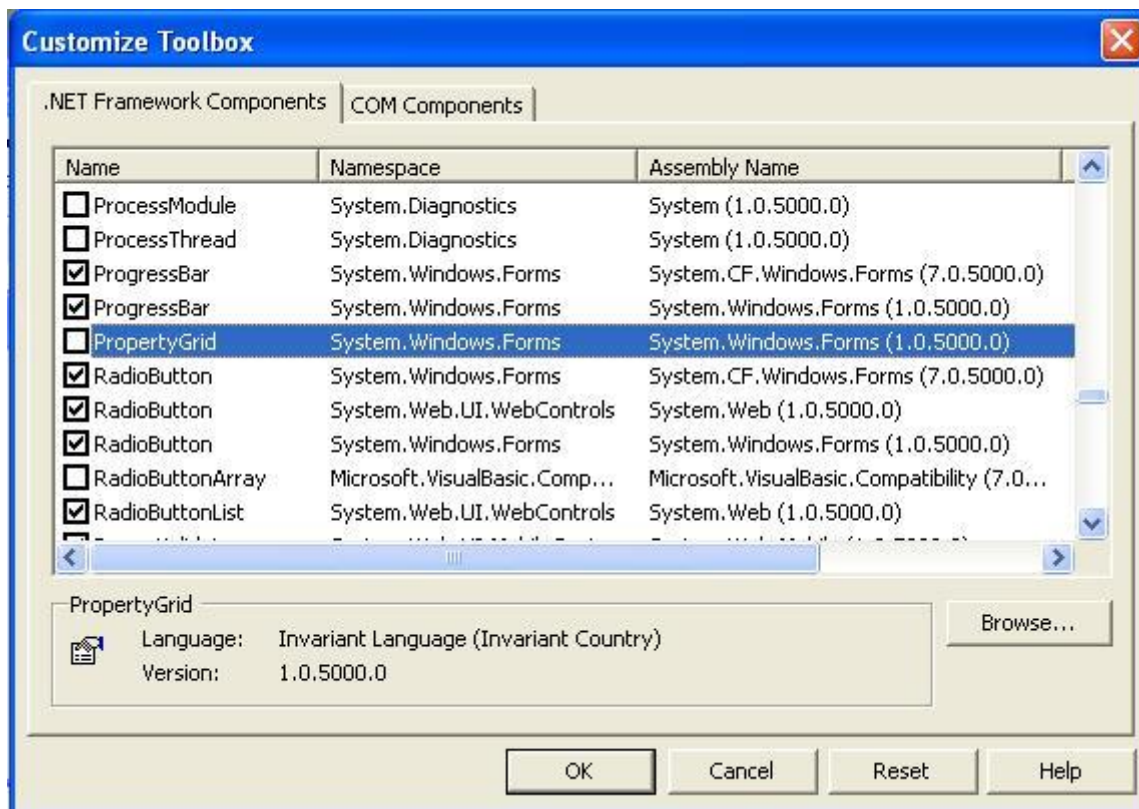 Customize Toolbox
.NET Framework Components COM Components
Name Namespace Assembly Name
ProcessModule System.Diagnostics System (1.0.5000.0)
ProcessThread System.Diagnostics System (1.0.5000.0)
ProgressBar System.Windows.Forms System.CF.Windows.Forms (7.0.5000.0)
ProgressBar System.Windows.Forms System.Windows.Forms (1.0.5000.0)
PropertyGrid System.Windows.Forms System.Windows.Forms (1.0.5000.0)
RadioButton System.Windows.Forms System.CF.Windows.Forms (7.0.5000.0)
RadioButton System.Web.UI.WebControls System.Web (1.0.5000.0)
RadioButton System.Windows.Forms System.Windows.Forms (1.0.5000.0)
RadioButtonArray Microsoft.VisualBasic.Comp... Microsoft.VisualBasic.Compatibility (7.0...
RadioButtonList System.Web.UI.WebControls System.Web (1.0.5000.0)
PropertyGrid
Language: Invariant Language (Invariant Country)
Browse...
Version: 1.0.5000.0
OK Cancel Reset Help